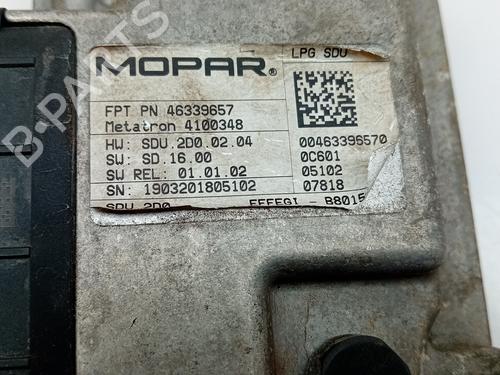 LPG SDU
MOPAR®
FPT PN 46339657
Metatron 4100348
HW: SDU.2D0.02.04
SW: SD.16.00
SW REL: 01.01.02
SN: 1903201805102
00463396570
0C601
05102
07818
SDU 2D0
EFFEGI - B8015
B-PARTS